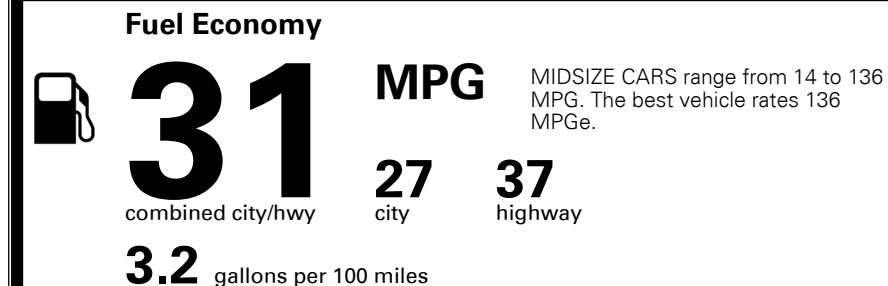 Fuel Economy
31 MPG
MIDSIZE CARS range from 14 to 136
MPG. The best vehicle rates 136
MPGe.
27 37
combined city/hwy city highway
3.2 gallons per 100 miles